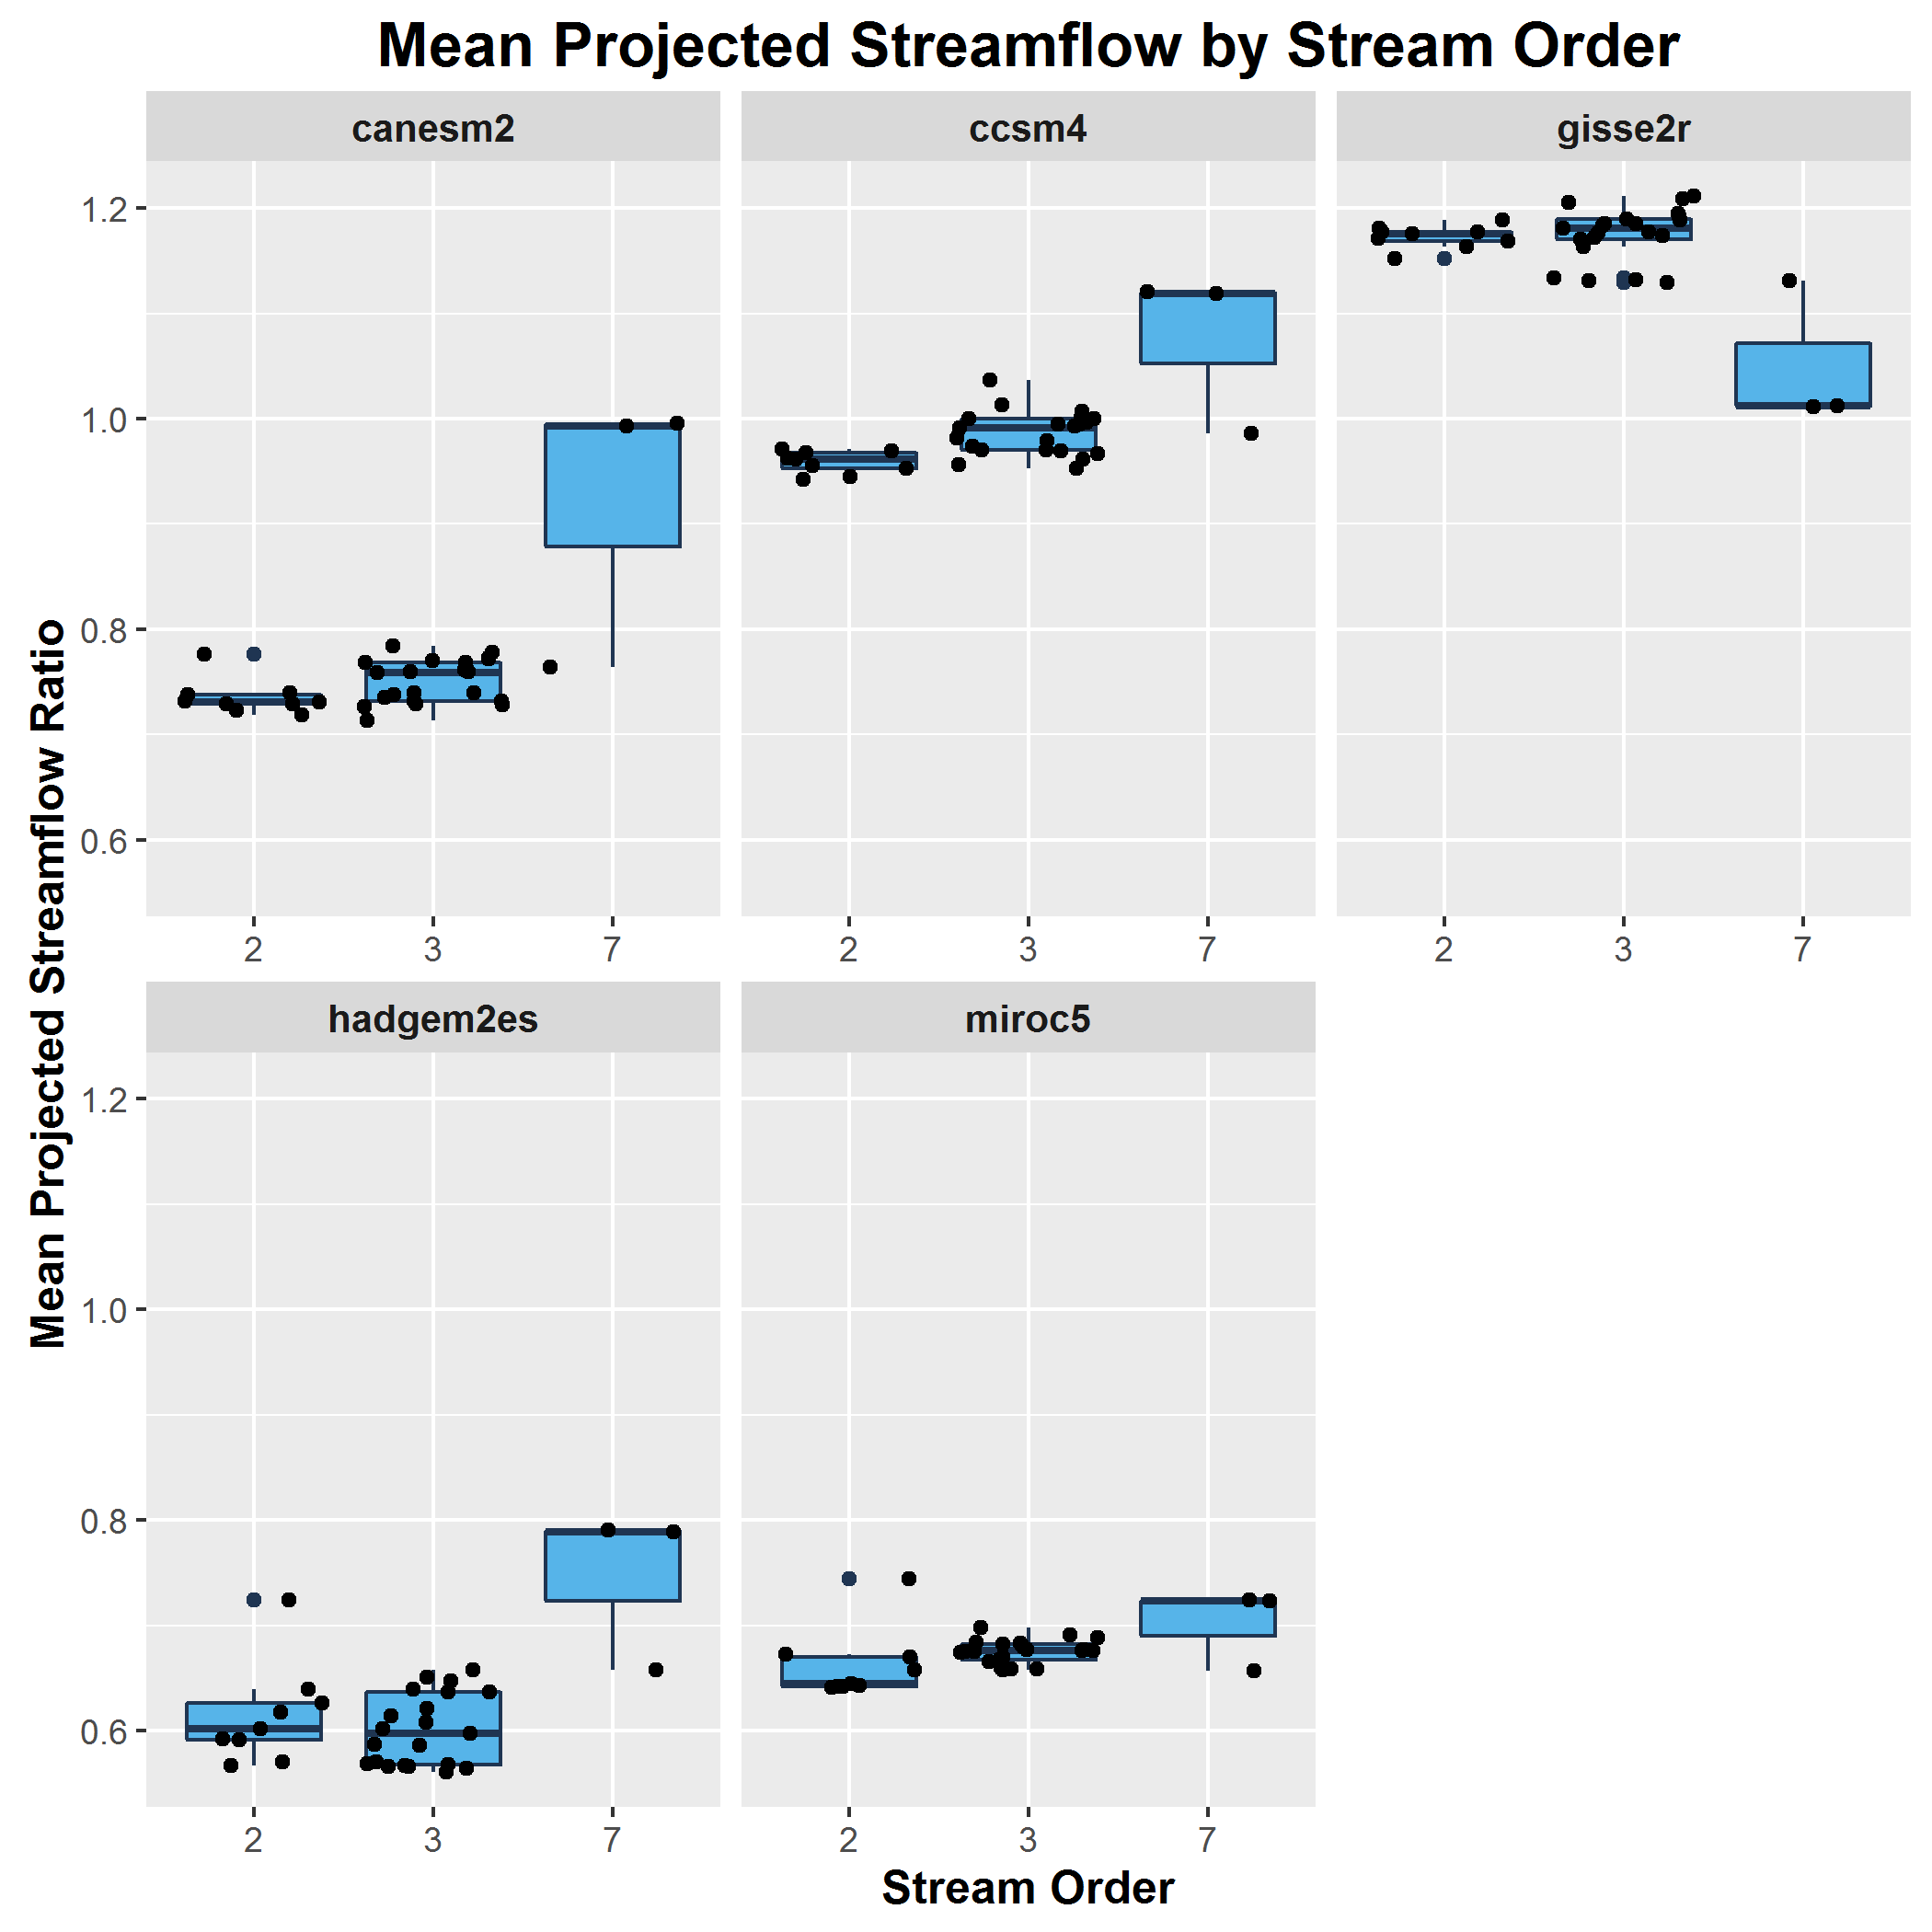 Mean Projected Streamflow by Stream Order
canesm2
ccsm4
gisse2r
1.2
1.0
0.8
0.6
2
3
7
2
3
7
2
3
7
Mean Projected Streamflow Ratio
hadgem2es
miroc5
1.2
1.0
0.8
0.6
2
3
7
2
3
7
Stream Order